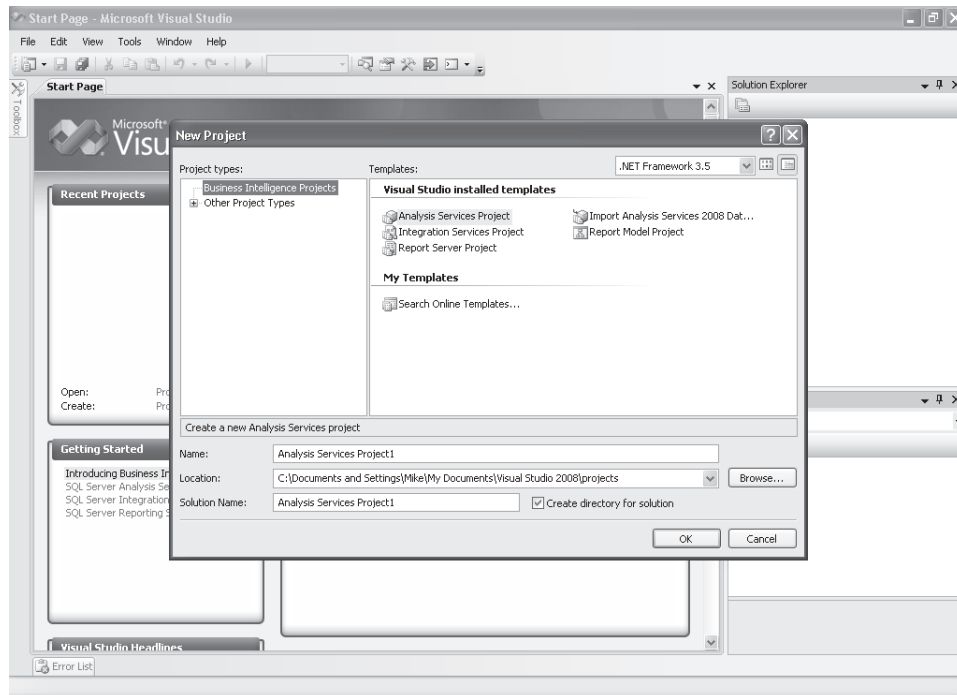 Start Page - Microsoft Visual Studio
File Edit View Tools Window Help
Toolbox
Start Page
Solution Explorer
Microsoft®
Visu
New Project
Project types:
Templates:
.NET Framework 3.5
Business Intelligence Projects
Other Project Types
Visual Studio installed templates
Analysis Services Project
Import Analysis Services 2008 Dat...
Integration Services Project
Report Model Project
Report Server Project
My Templates
Search Online Templates...
Recent Projects
Open: Pro
Create: Pro
Create a new Analysis Services project
Name: Analysis Services Project1
Location: C:\Documents and Settings\Mike\My Documents\Visual Studio 2008\projects
Browse...
Solution Name: Analysis Services Project1
Create directory for solution
OK Cancel
Getting Started
Introducing Business In
SQL Server Analysis Se
SQL Server Integration
SQL Server Reporting S
Visual Studio Headlines
Error List